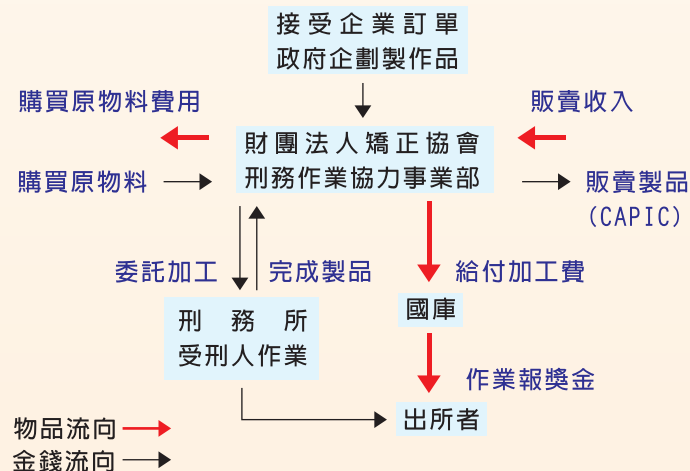 接受企業訂單
政府企劃製作品
購買原物料費用
販賣收入
財團法人矯正協會
刑務作業協力事業部
購買原物料
販賣製品
(CAPIC)
委託加工
完成製品
給付加工費
刑務所
受刑人作業
國庫
作業報獎金
出所者
物品流向
金錢流向